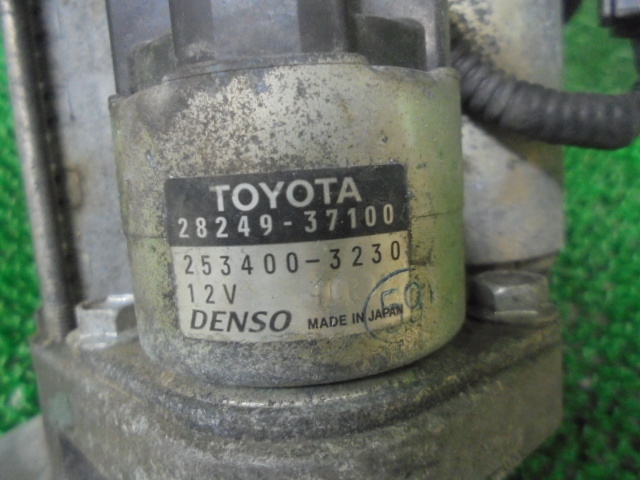 TOYOTA
28249-37100
253400-3230
12V
DENSO MADE IN JAPAN